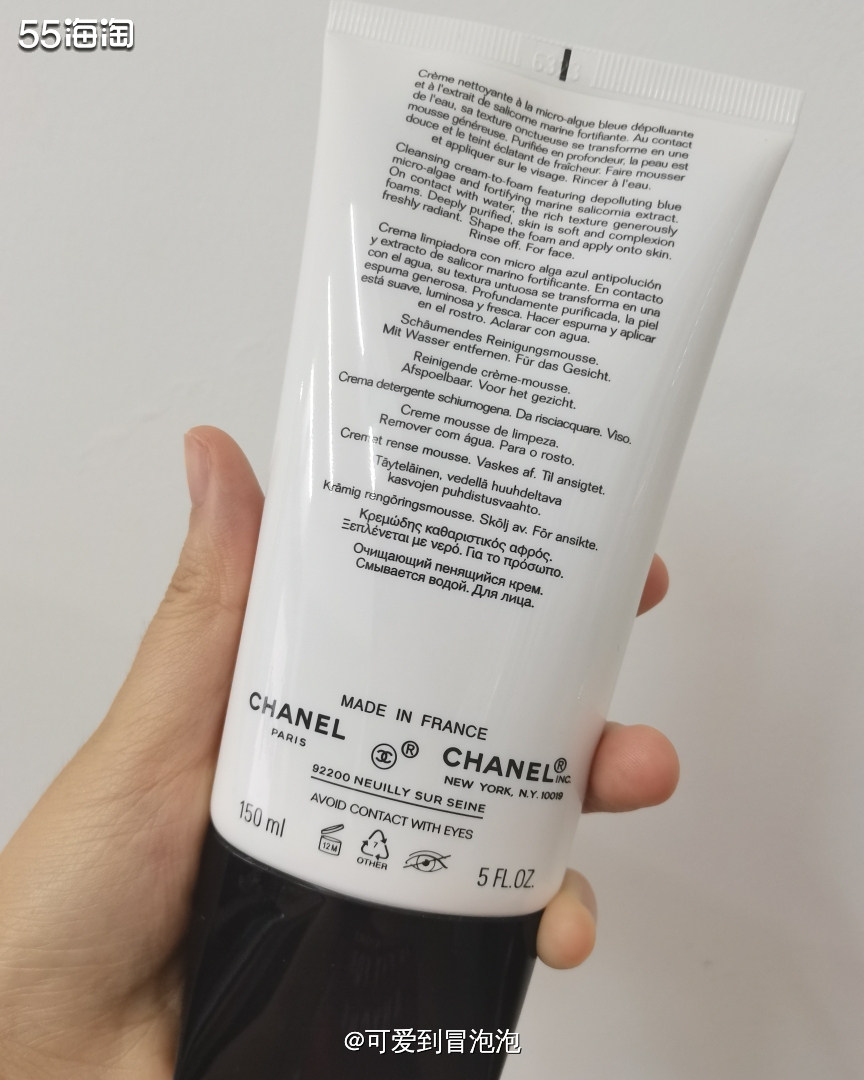 55海淘
Crème nettoyante à la micro-algue bleue dépolluante
et à l'extrait de salicorne marine fortifiante. Au contact
de l'eau, sa texture onctueuse se transforme en une
mousse généreuse. Purifiée en profondeur, la peau est
douce et le teint éclatant de fraîcheur. Faire mousser
et appliquer sur le visage. Rincer à l'eau.
Cleansing cream-to-foam featuring depolluting blue
micro-algae and fortifying marine salicornia extract.
On contact with water, the rich texture generously
foams. Deeply purified, skin is soft and complexion
freshly radiant. Shape the foam and apply onto skin.
Rinse off. For face.
Crema limpiadora con micro alga azul antipolución
y extracto de salicor marino fortificante. En contacto
con el agua, su textura untuosa se transforma en una
espuma generosa. Profundamente purificada, la piel
está suave, luminosa y fresca. Hacer espuma y aplicar
en el rostro. Aclarar con agua.
Schäumendes Reinigungsmousse.
Mit Wasser entfernen. Für das Gesicht.
Reinigende crème-mousse.
Afspoelbaar. Voor het gezicht.
Crema detergente schiumogena. Da risciacquare. Viso.
Creme mousse de limpeza.
Remover com água. Para o rosto.
Cremet rense mousse. Vaskes af. Til ansigtet.
Täyteläinen, vedellä huuhdeltava
kasvojen puhdistusvaahto.
Krämig rengöringsmousse. Skölj av. För ansikte.
Κρεμώδης καθαριστικός αφρός.
Ξεπλένεται με νερό. Για το πρόσωπο.
Очищающий пенящийся крем.
Смывается водой. Для лица.
MADE IN FRANCE
CHANEL
PARIS
®
CHANEL®
INC.
NEW YORK, N.Y. 10019
92200 NEUILLY SUR SEINE
AVOID CONTACT WITH EYES
150 ml
12M
7
OTHER
5 FL.OZ.
@可爱到冒泡泡